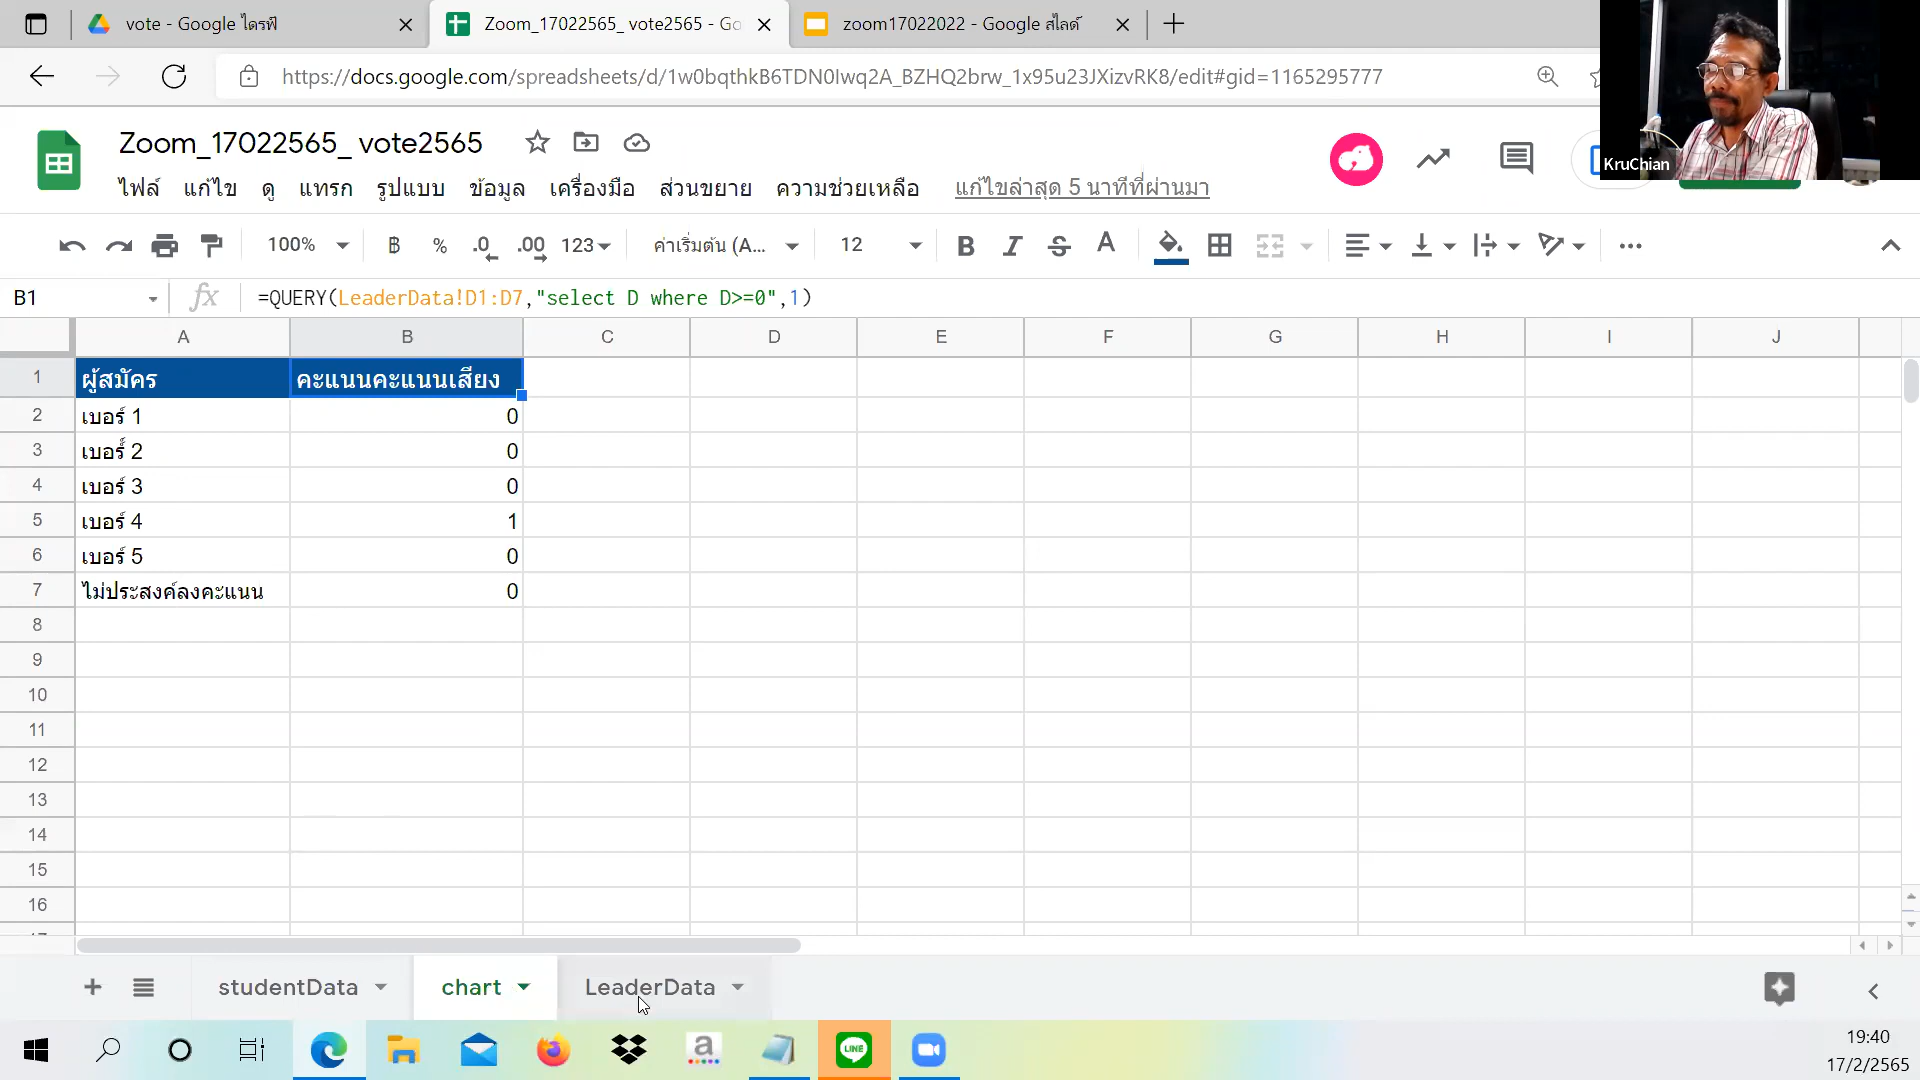 vote - Google ไดรฟ์
Zoom_17022565_ vote2565 - Go
zoom17022022 - Google สไลด์
https://docs.google.com/spreadsheets/d/1w0bqthkB6TDN0Iwq2A_BZHQ2brw_1x95u23JXizvRK8/edit#gid=1165295777
Zoom_17022565_ vote2565
KruChian
ไฟล์ แก้ไข ดู แทรก รูปแบบ ข้อมูล เครื่องมือ ส่วนขยาย ความช่วยเหลือ แก้ไขล่าสุด 5 นาทีที่ผ่านมา
100% ฿ % .0 .00 123 ค่าเริ่มต้น (A... 12 B I S A
B1 fx =QUERY(LeaderData!D1:D7,"select D where D>=0",1)
A B C D E F G H I J
1 ผู้สมัคร คะแนนคะแนนเสียง
2 เบอร์ 1 0
3 เบอร์ 2 0
4 เบอร์ 3 0
5 เบอร์ 4 1
6 เบอร์ 5 0
7 ไม่ประสงค์ลงคะแนน 0
8
9
10
11
12
13
14
15
16
studentData chart LeaderData
a LINE
19:40
17/2/2565